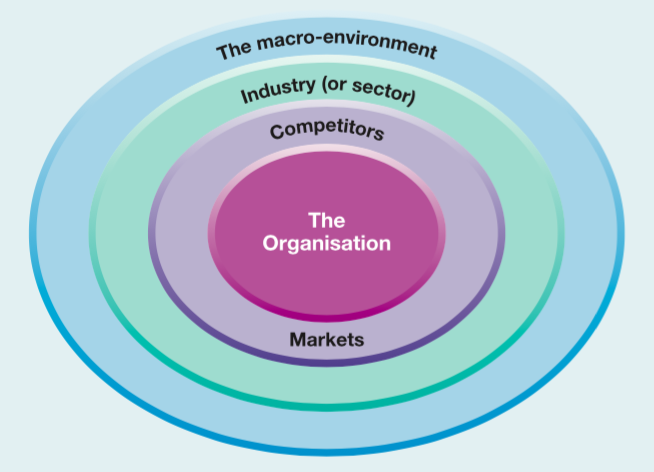 The macro-environment
Industry (or sector)
Competitors
The
Organisation
Markets